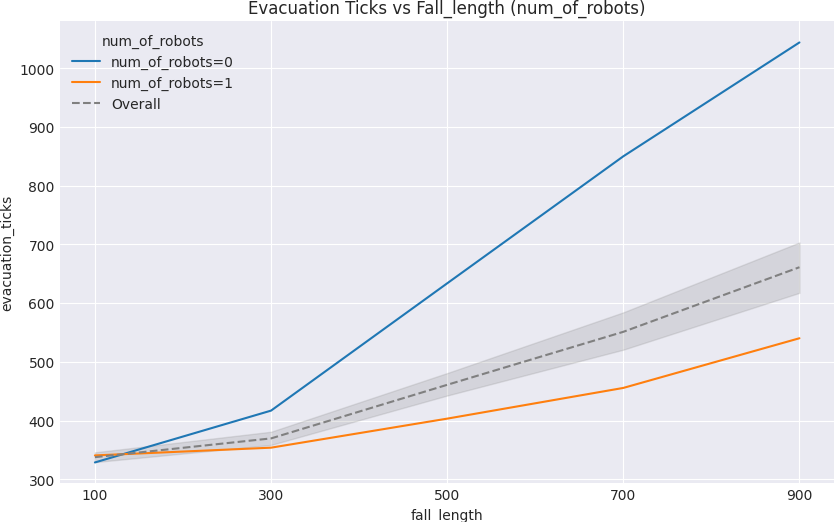 Evacuation Ticks vs Fall_length (num_of_robots)
num_of_robots
num_of_robots=0
num_of_robots=1
Overall
1000
900
800
700
600
500
400
300
evacuation_ticks
100
300
500
700
900
fall_length